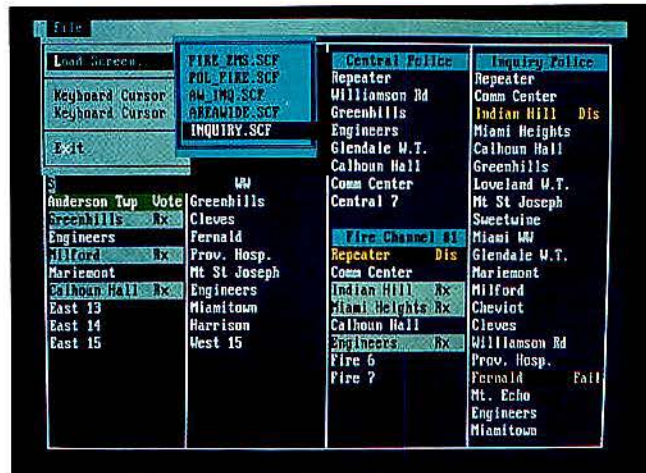 File
Load Screen..
Keyboard Cursor
Keyboard Cursor
Exit
FIRE_EMS.SCF
POL_FIRE.SCF
AW_INQ.SCF
AREAWIDE.SCF
INQUIRY.SCF
S
Anderson Twp Vote
Greenhills Rx
Engineers
Milford Rx
Mariemont
Calhoun Hall Rx
East 13
East 14
East 15
WW
Greenhills
Cleves
Fernald
Prov. Hosp.
Mt St Joseph
Engineers
Miamitown
Harrison
West 15
Central Police
Repeater
Williamson Rd
Greenhills
Engineers
Glendale W.T.
Calhoun Hall
Comm Center
Central 7
Fire Channel #1
Repeater Dis
Comm Center
Indian Hill Rx
Miami Heights Rx
Calhoun Hall
Engineers Rx
Fire 6
Fire 7
Inquiry Police
Repeater
Comm Center
Indian Hill Dis
Miami Heights
Calhoun Hall
Greenhills
Loveland W.T.
Mt St Joseph
Sweetwine
Miami WW
Glendale W.T.
Mariemont
Milford
Cheviot
Cleves
Williamson Rd
Prov. Hosp.
Fernald Fail
Mt. Echo
Engineers
Miamitown